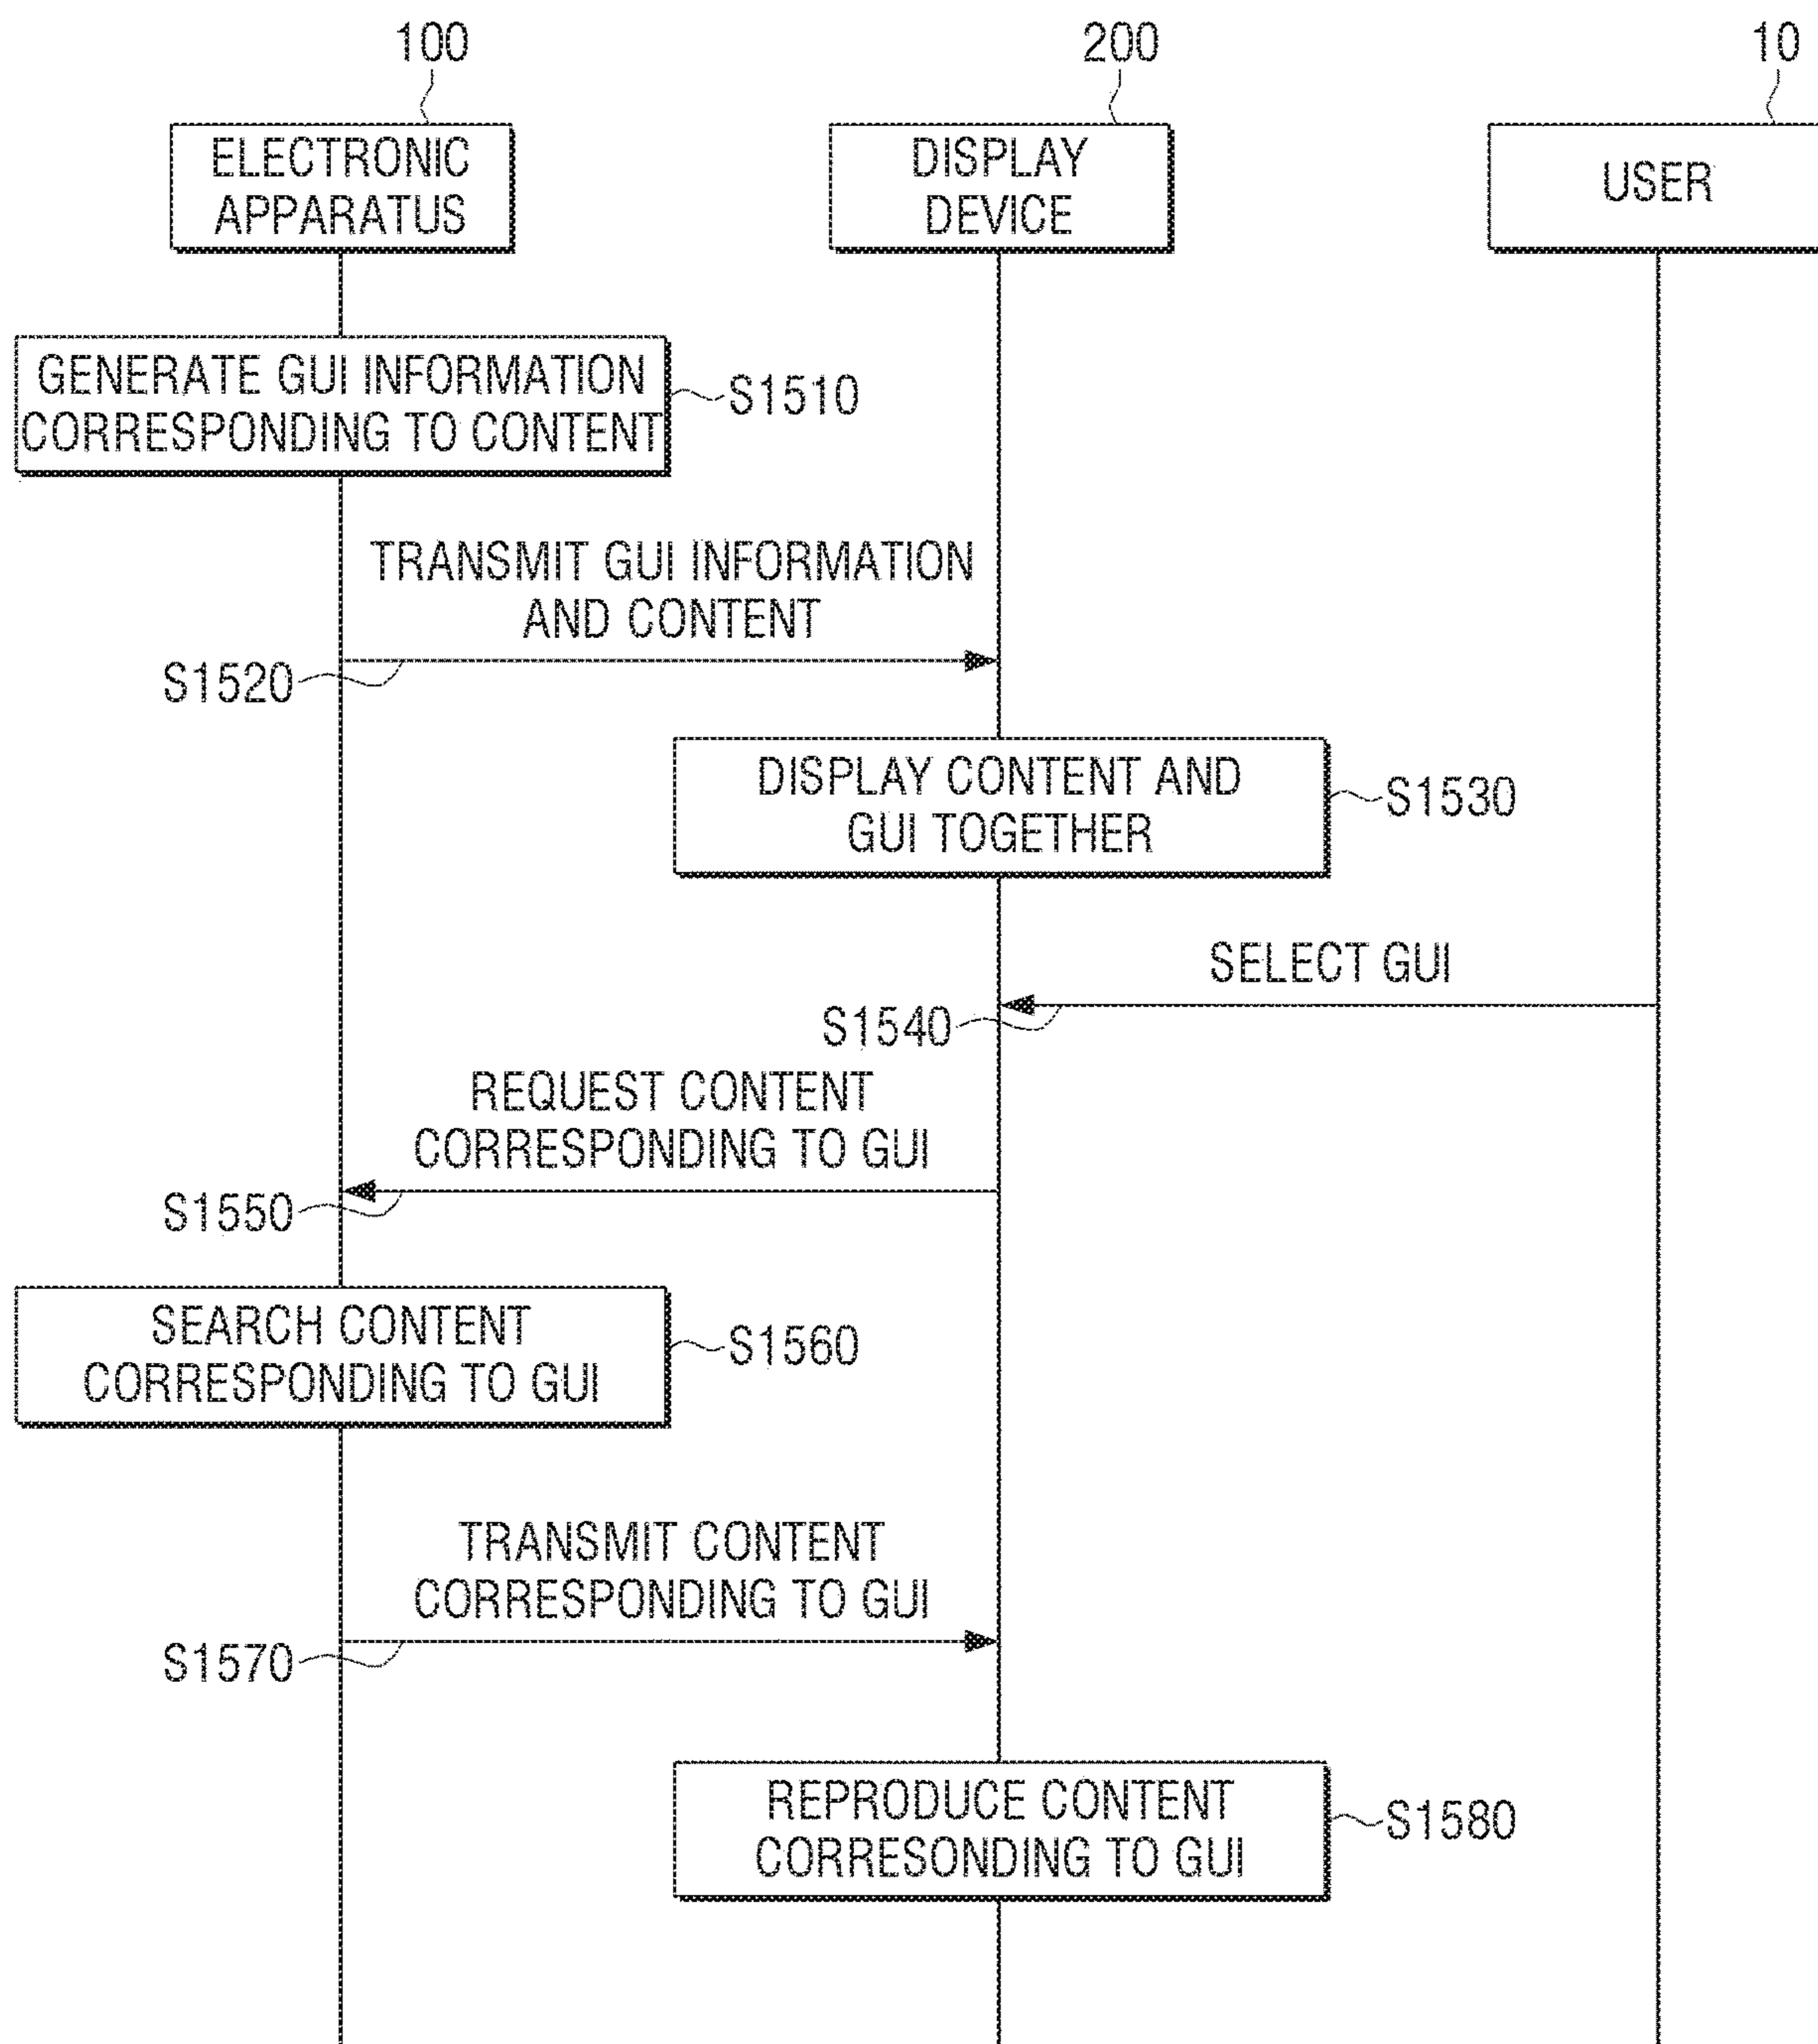 100
200
10
ELECTRONIC
APPARATUS
DISPLAY
DEVICE
USER
GENERATE GUI INFORMATION
CORRESPONDING TO CONTENT
S1510
TRANSMIT GUI INFORMATION
AND CONTENT
S1520
DISPLAY CONTENT AND
GUI TOGETHER
S1530
SELECT GUI
S1540
REQUEST CONTENT
CORRESPONDING TO GUI
S1550
SEARCH CONTENT
CORRESPONDING TO GUI
S1560
TRANSMIT CONTENT
CORRESPONDING TO GUI
S1570
REPRODUCE CONTENT
CORRESONDING TO GUI
S1580